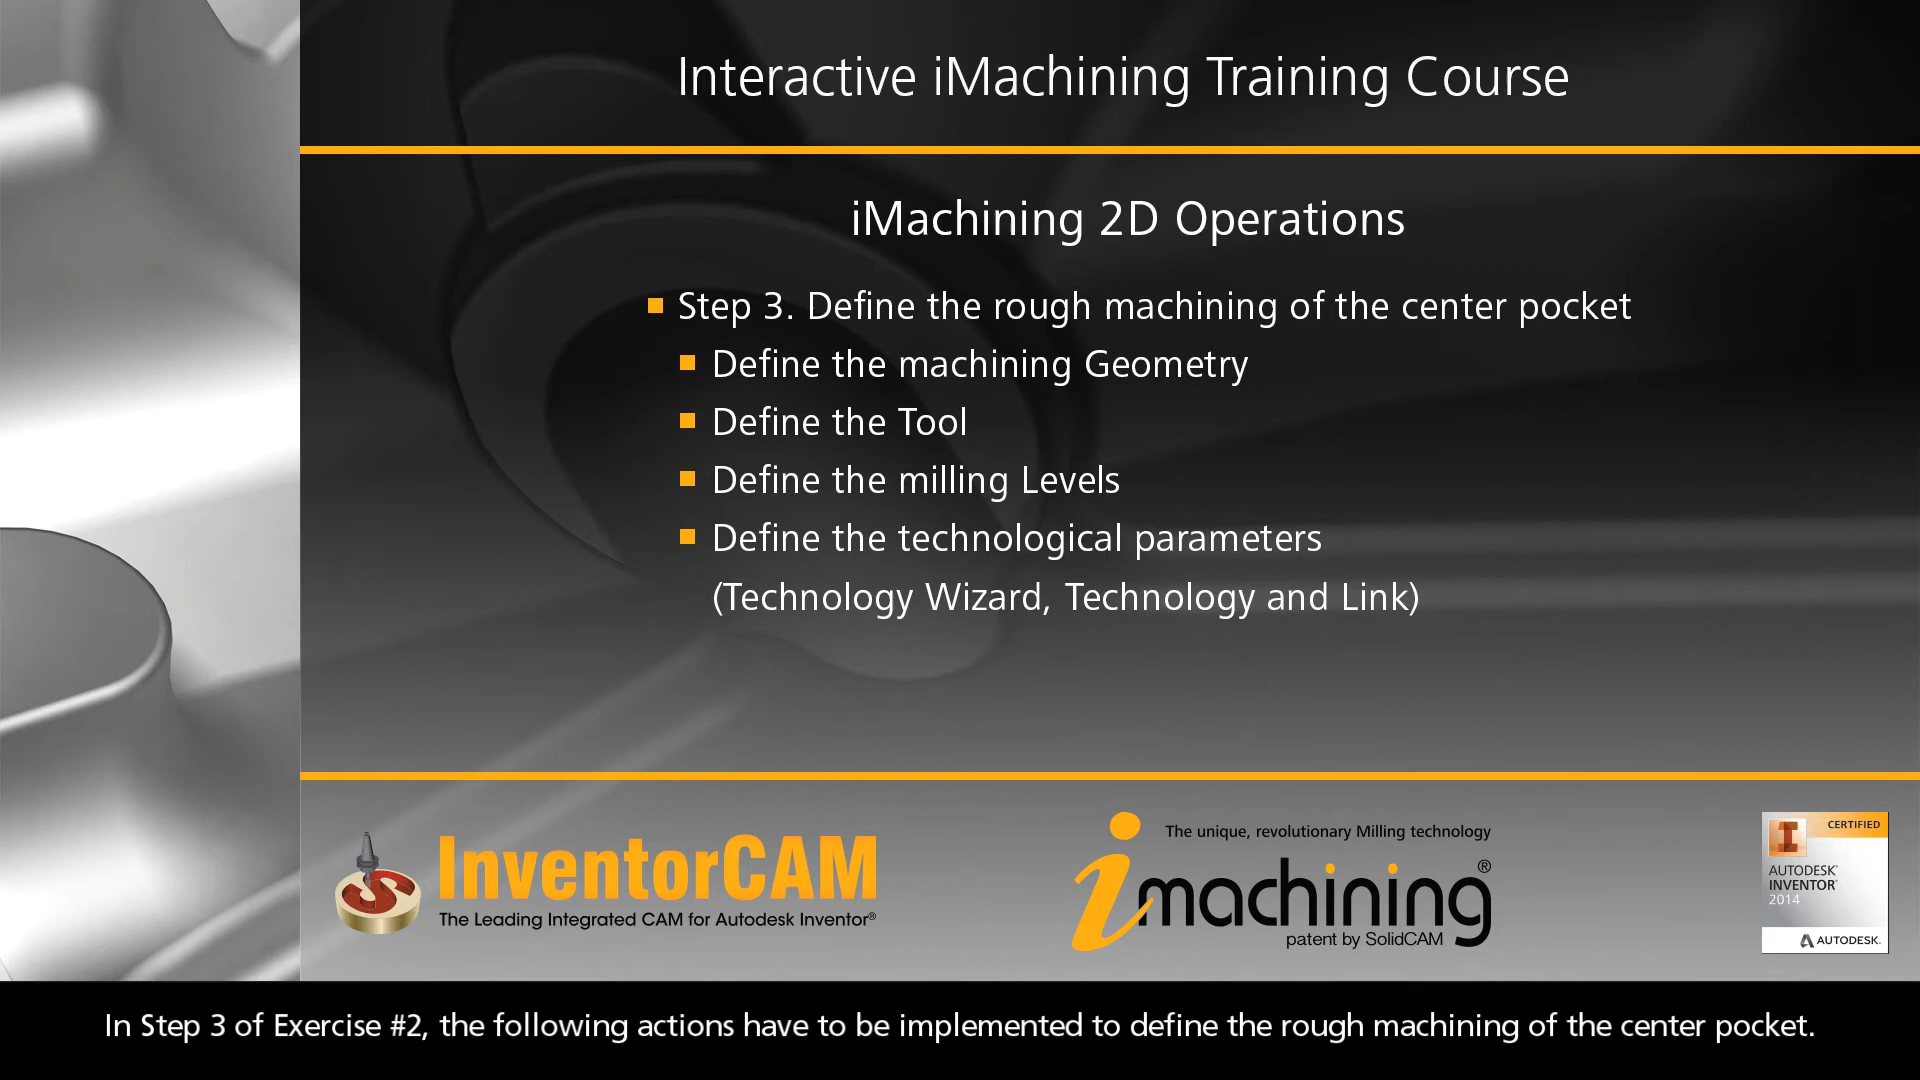 Interactive iMachining Training Course
iMachining 2D Operations
Step 3. Define the rough machining of the center pocket
Define the machining Geometry
Define the Tool
Define the milling Levels
Define the technological parameters
(Technology Wizard, Technology and Link)
InventorCAM
The Leading Integrated CAM for Autodesk Inventor®
The unique, revolutionary Milling technology
imachining®
patent by SolidCAM
CERTIFIED
AUTODESK®
INVENTOR®
2014
AUTODESK.
In Step 3 of Exercise #2, the following actions have to be implemented to define the rough machining of the center pocket.